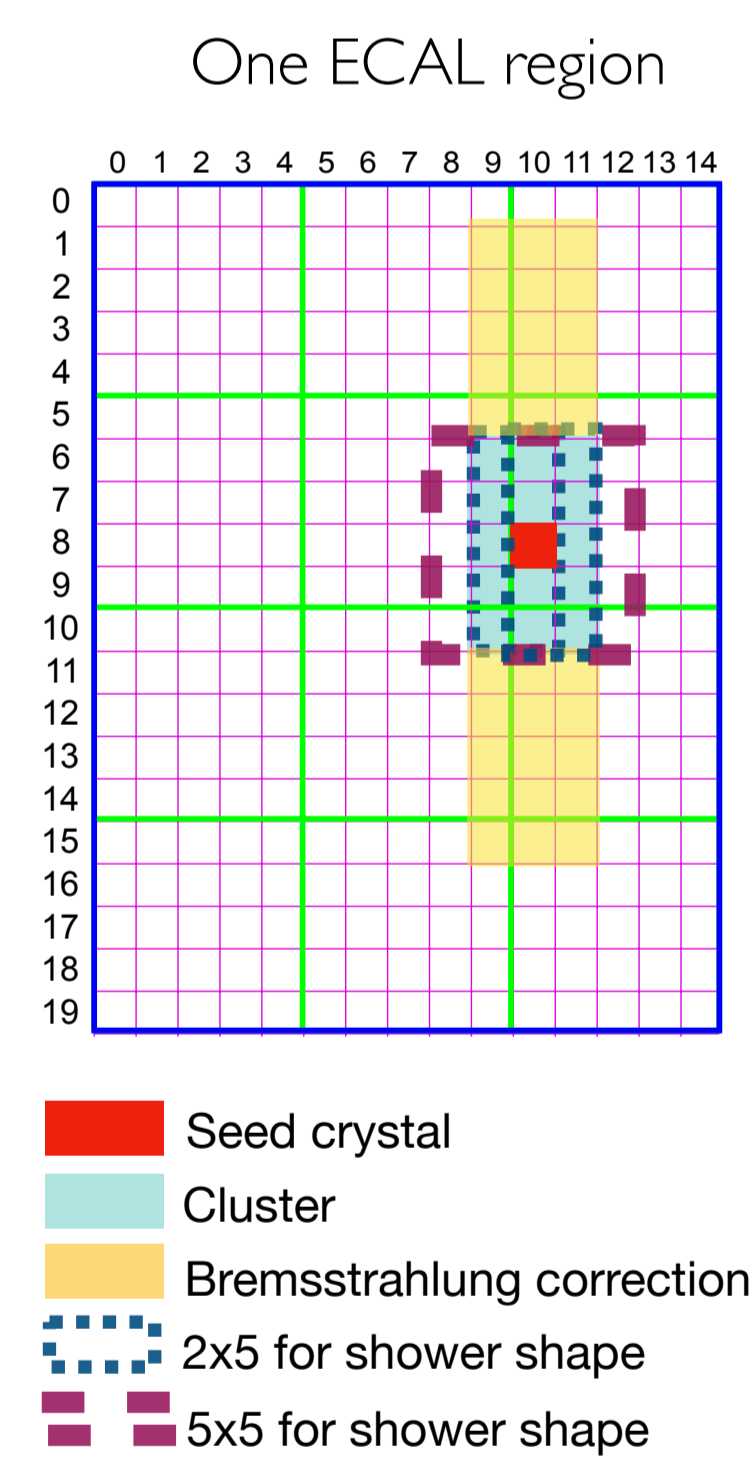 One ECAL region
0 1 2 3 4 5 6 7 8 9 10 11 12 13 14
0
1
2
3
4
5
6
7
8
9
10
11
12
13
14
15
16
17
18
19
Seed crystal
Cluster
Bremsstrahlung correction
2x5 for shower shape
5x5 for shower shape